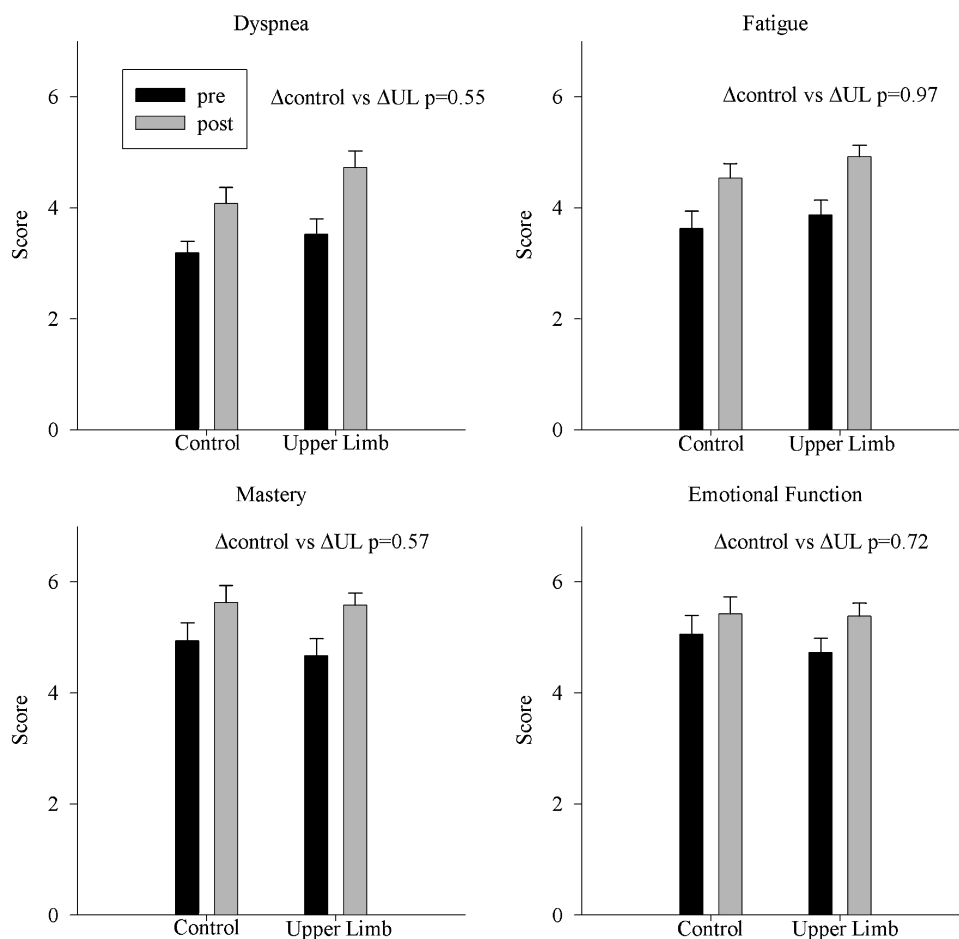 Dyspnea
pre
post
Δcontrol vs ΔUL p=0.55
Score
6
4
2
0
Control
Upper Limb
Fatigue
Δcontrol vs ΔUL p=0.97
Score
6
4
2
0
Control
Upper Limb
Mastery
Δcontrol vs ΔUL p=0.57
Score
6
4
2
0
Control
Upper Limb
Emotional Function
Δcontrol vs ΔUL p=0.72
Score
6
4
2
0
Control
Upper Limb